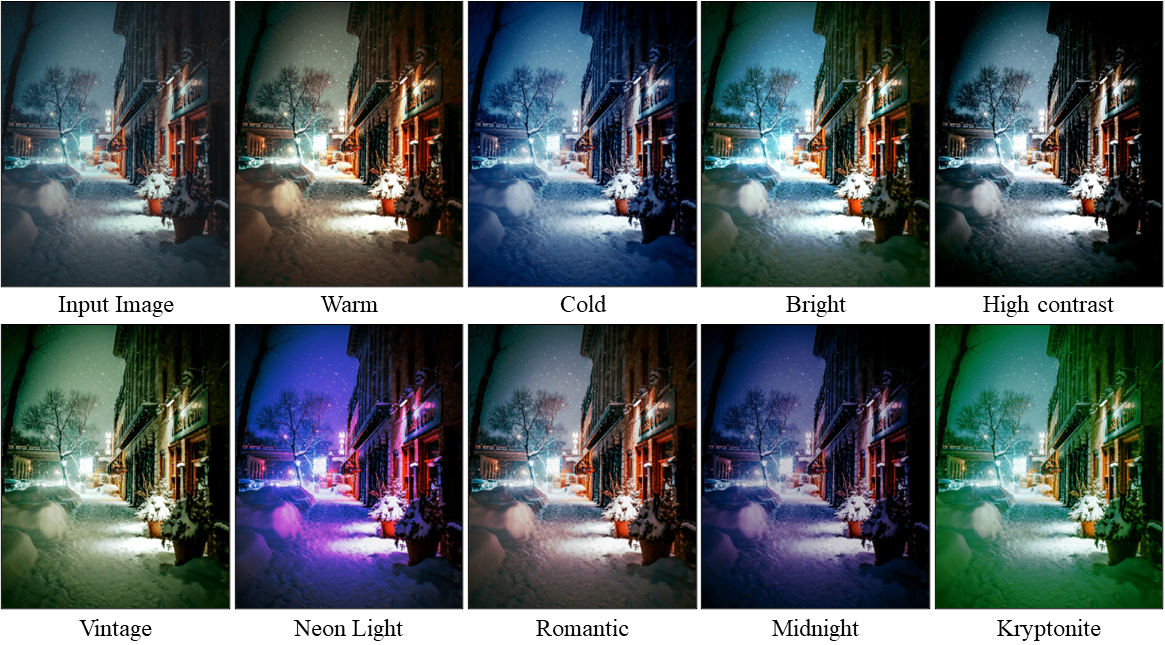 Input Image
Warm
Cold
Bright
High contrast
Vintage
Neon Light
Romantic
Midnight
Kryptonite